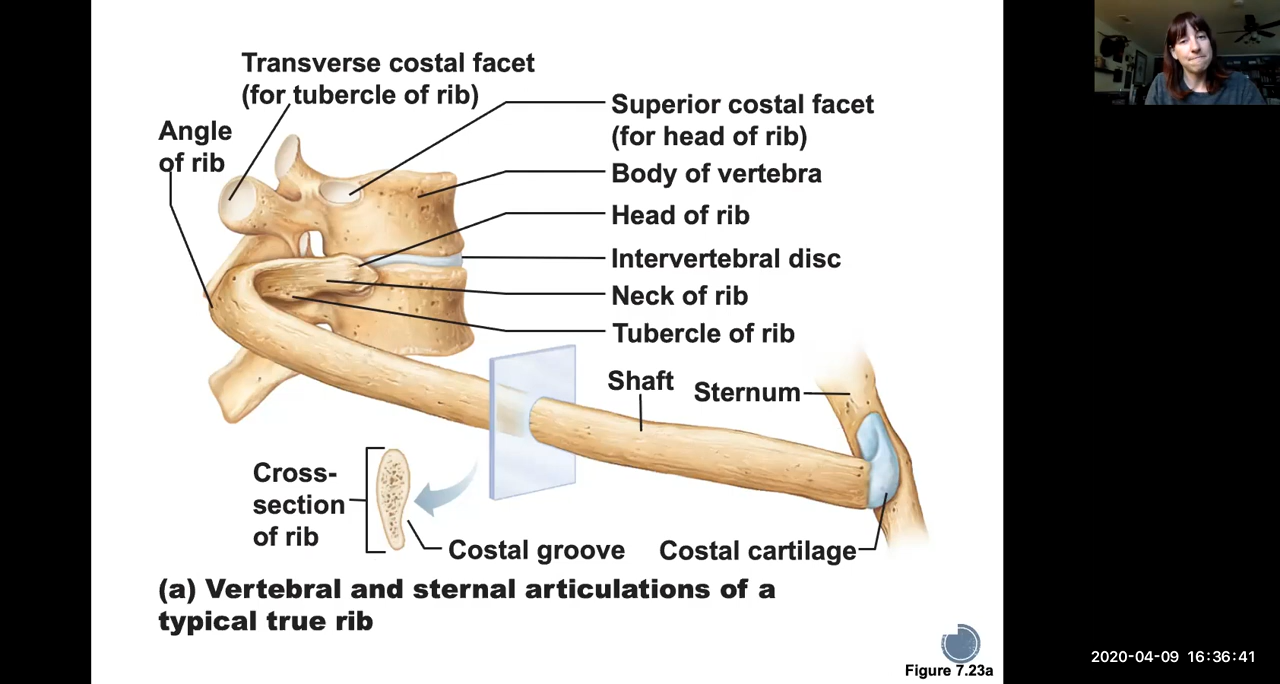 Transverse costal facet
(for tubercle of rib)
Angle
of rib
Superior costal facet
(for head of rib)
Body of vertebra
Head of rib
Intervertebral disc
Neck of rib
Tubercle of rib
Shaft
Sternum
Cross-
section
of rib
Costal groove
Costal cartilage
(a) Vertebral and sternal articulations of a
typical true rib
Figure 7.23a
2020-04-09 16:36:41